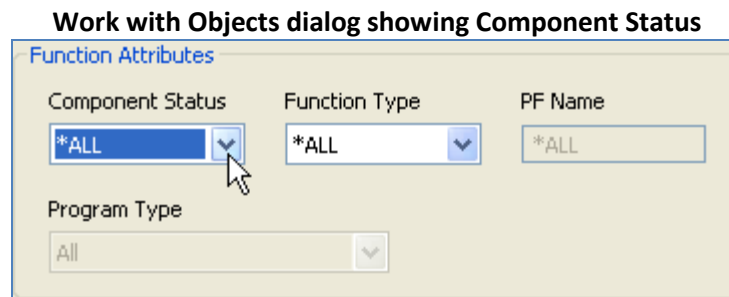 Work with Objects dialog showing Component Status
Function Attributes
Component Status Function Type PF Name
*ALL *ALL *ALL
Program Type
All